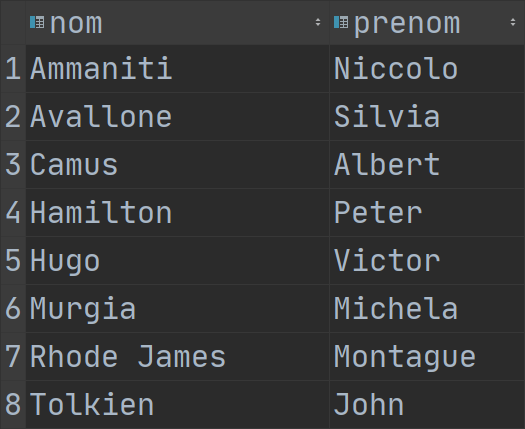 nom prenom
1 Ammaniti Niccolo
2 Avallone Silvia
3 Camus Albert
4 Hamilton Peter
5 Hugo Victor
6 Murgia Michela
7 Rhode James Montague
8 Tolkien John